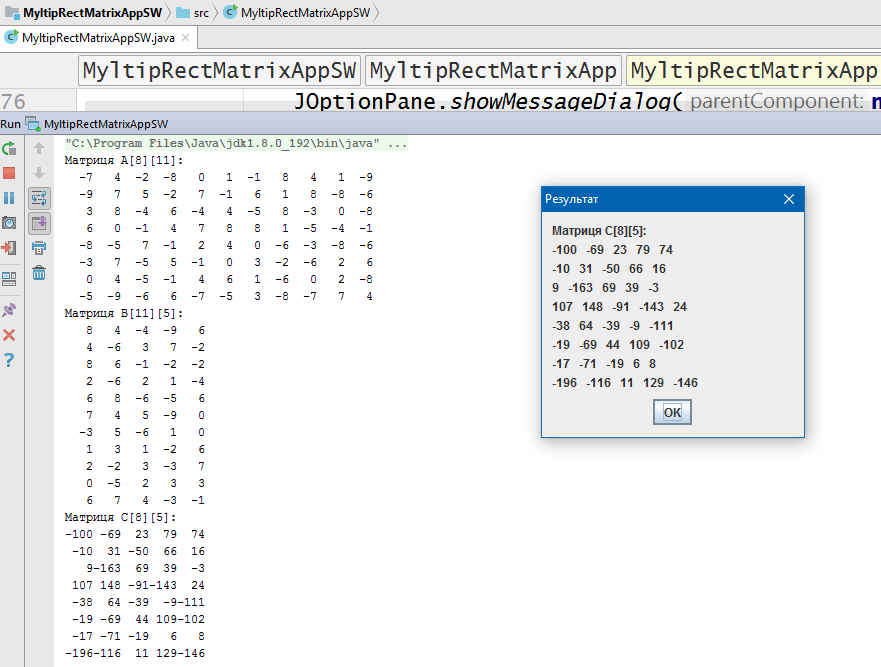 MyltipRectMatrixAppSW src MyltipRectMatrixAppSW
MyltipRectMatrixAppSW.java
MyltipRectMatrixAppSW MyltipRectMatrixApp MyltipRectMatrixApp
76 JOptionPane.showMessageDialog( parentComponent: n
Run MyltipRectMatrixAppSW
"C:\Program Files\Java\jdk1.8.0_192\bin\java" ...
Матриця A[8][11]:
-7 4 -2 -8 0 1 -1 8 4 1 -9
-9 7 5 -2 7 -1 6 1 8 -8 -6
3 8 -4 6 -4 4 -5 8 -3 0 -8
6 0 -1 4 7 8 8 1 -5 -4 -1
-8 -5 7 -1 2 4 0 -6 -3 -8 -6
-3 7 -5 5 -1 0 3 -2 -6 2 6
0 4 -5 -1 4 6 1 -6 0 2 -8
-5 -9 -6 6 -7 -5 3 -8 -7 7 4
Матриця B[11][5]:
8 4 -4 -9 6
4 -6 3 7 -2
8 6 -1 -2 -2
2 -6 2 1 -4
6 8 -6 -5 6
7 4 5 -9 0
-3 5 -6 1 0
1 3 1 -2 6
2 -2 3 -3 7
0 -5 2 3 3
6 7 4 -3 -1
Матриця C[8][5]:
-100 -69 23 79 74
-10 31 -50 66 16
9-163 69 39 -3
107 148 -91-143 24
-38 64 -39 -9-111
-19 -69 44 109-102
-17 -71 -19 6 8
-196-116 11 129-146
Результат
Матриця C[8][5]:
-100 -69 23 79 74
-10 31 -50 66 16
9 -163 69 39 -3
107 148 -91 -143 24
-38 64 -39 -9 -111
-19 -69 44 109 -102
-17 -71 -19 6 8
-196 -116 11 129 -146
OK